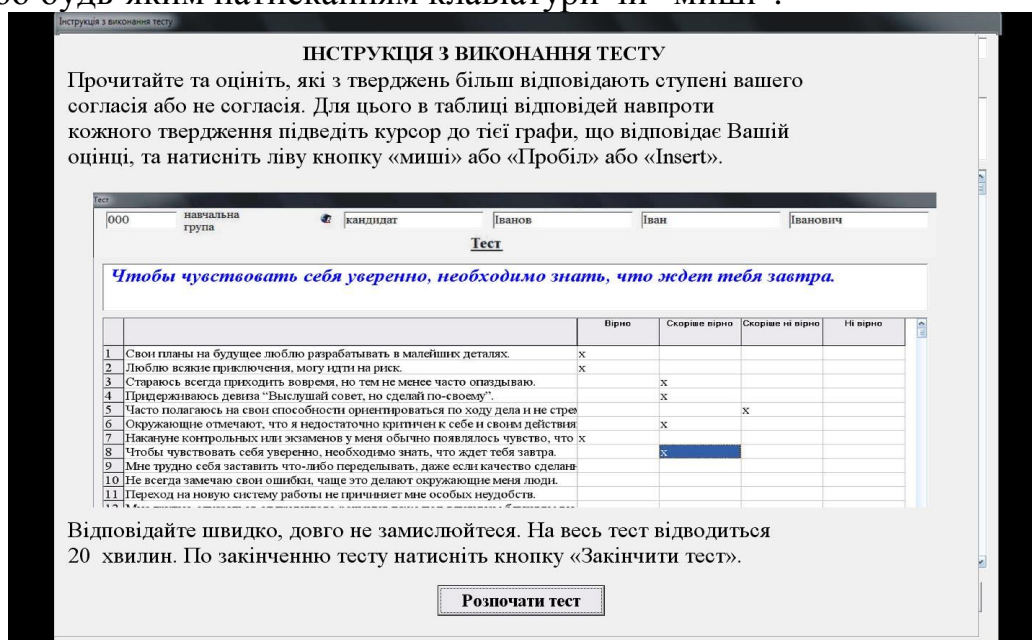 будь-яким натисканням клавіатури чи "миші".
Інструкція з виконання тесту
ІНСТРУКЦІЯ З ВИКОНАННЯ ТЕСТУ
Прочитайте та оцініть, які з тверджень більш відповідають ступені вашего
согласія або не согласія. Для цього в таблиці відповідей навпроти
кожного твердження підведіть курсор до тієї графи, що відповідає Вашій
оцінці, та натисніть ліву кнопку «миші» або «Пробіл» або «Insert».
Тест
000 навчальна група кандидат Іванов Іван Іванович
Тест
Чтобы чувствовать себя уверенно, необходимо знать, что ждет тебя завтра.
Вірно Скоріше вірно Скоріше ні вірно Ні вірно
1 Свои планы на будущее люблю разрабатывать в малейших деталях. х
2 Люблю всякие приключения, могу идти на риск. х
3 Стараюсь всегда приходить вовремя, но тем не менее часто опаздываю. х
4 Придерживаюсь девиза “Выслушай совет, но сделай по-своему”. х
5 Часто полагаюсь на свои способности ориентироваться по ходу дела и не стрем х
6 Окружающие отмечают, что я недостаточно критичен к себе и своим действия х
7 Накануне контрольных или экзаменов у меня обычно появлялось чувство, что х
8 Чтобы чувствовать себя уверенно, необходимо знать, что ждет тебя завтра. х
9 Мне трудно себя заставить что-либо переделывать, даже если качество сделанн
10 Не всегда замечаю свои ошибки, чаще это делают окружающие меня люди.
11 Переход на новую систему работы не причиняет мне особых неудобств.
Відповідайте швидко, довго не замислюйтеся. На весь тест відводиться
20 хвилин. По закінченню тесту натисніть кнопку «Закінчити тест».
Розпочати тест